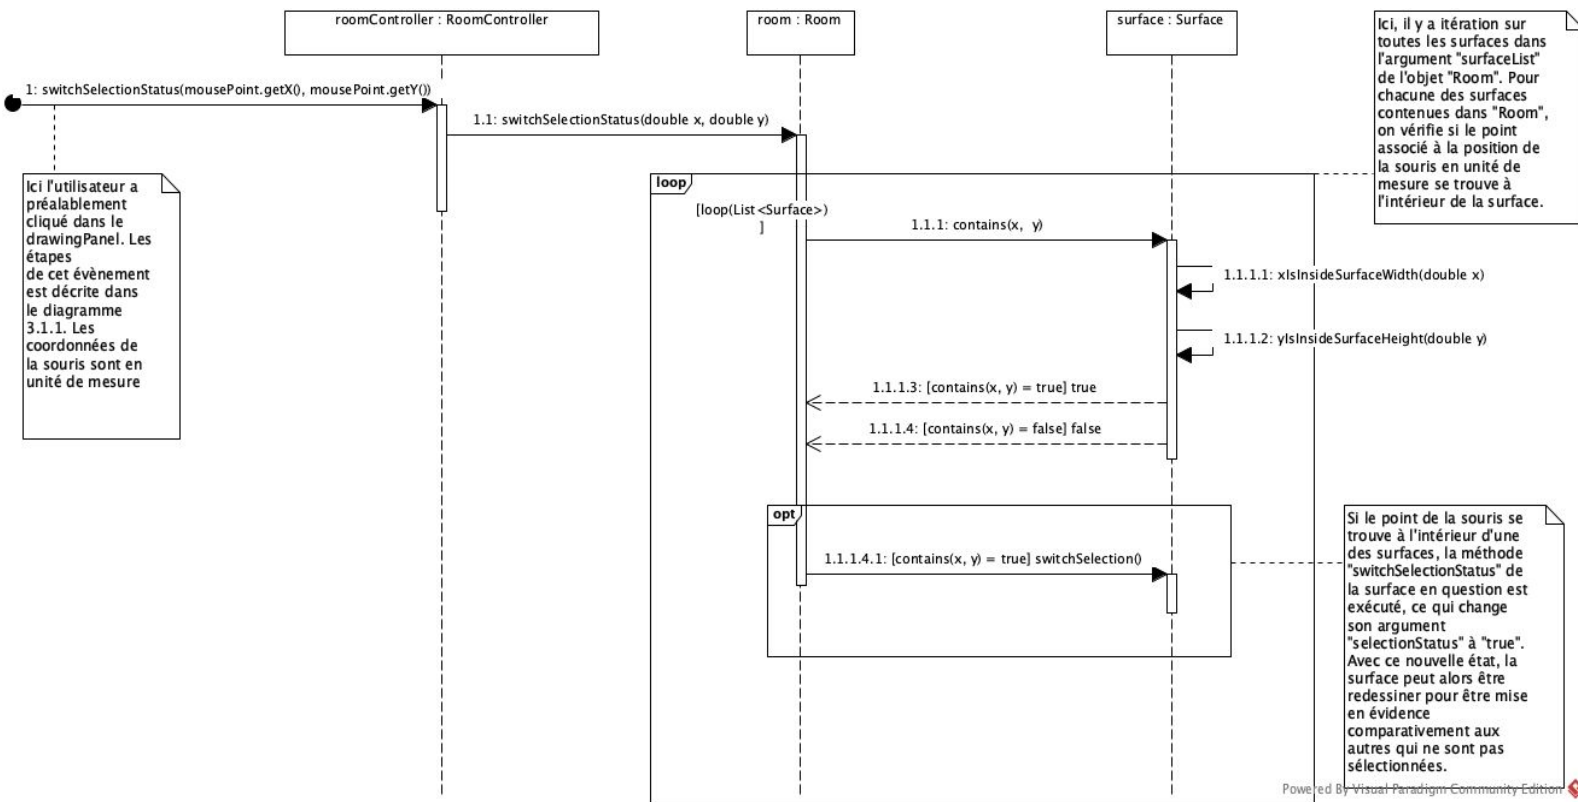 roomController : RoomController
room : Room
surface : Surface
Ici, il y a itération sur
toutes les surfaces dans
l'argument "surfaceList"
de l'objet "Room". Pour
chacune des surfaces
contenues dans "Room",
on vérifie si le point
associé à la position de
la souris en unité de
mesure se trouve à
l'intérieur de la surface.
1: switchSelectionStatus(mousePoint.getX(), mousePoint.getY())
1.1: switchSelectionStatus(double x, double y)
Ici l'utilisateur a
préalablement
cliqué dans le
drawingPanel. Les
étapes
de cet évènement
est décrite dans
le diagramme
3.1.1. Les
coordonnées de
la souris sont en
unité de mesure
loop
[loop(List<Surface>)
]
1.1.1: contains(x, y)
1.1.1.1: xIsInsideSurfaceWidth(double x)
1.1.1.2: yIsInsideSurfaceHeight(double y)
1.1.1.3: [contains(x, y) = true] true
1.1.1.4: [contains(x, y) = false] false
opt
1.1.1.4.1: [contains(x, y) = true] switchSelection()
Si le point de la souris se
trouve à l'intérieur d'une
des surfaces, la méthode
"switchSelectionStatus" de
la surface en question est
exécuté, ce qui change
son argument
"selectionStatus" à "true".
Avec ce nouvelle état, la
surface peut alors être
redessiner pour être mise
en évidence
comparativement aux
autres qui ne sont pas
sélectionnées.
Powered By Visual Paradigm Community Edition